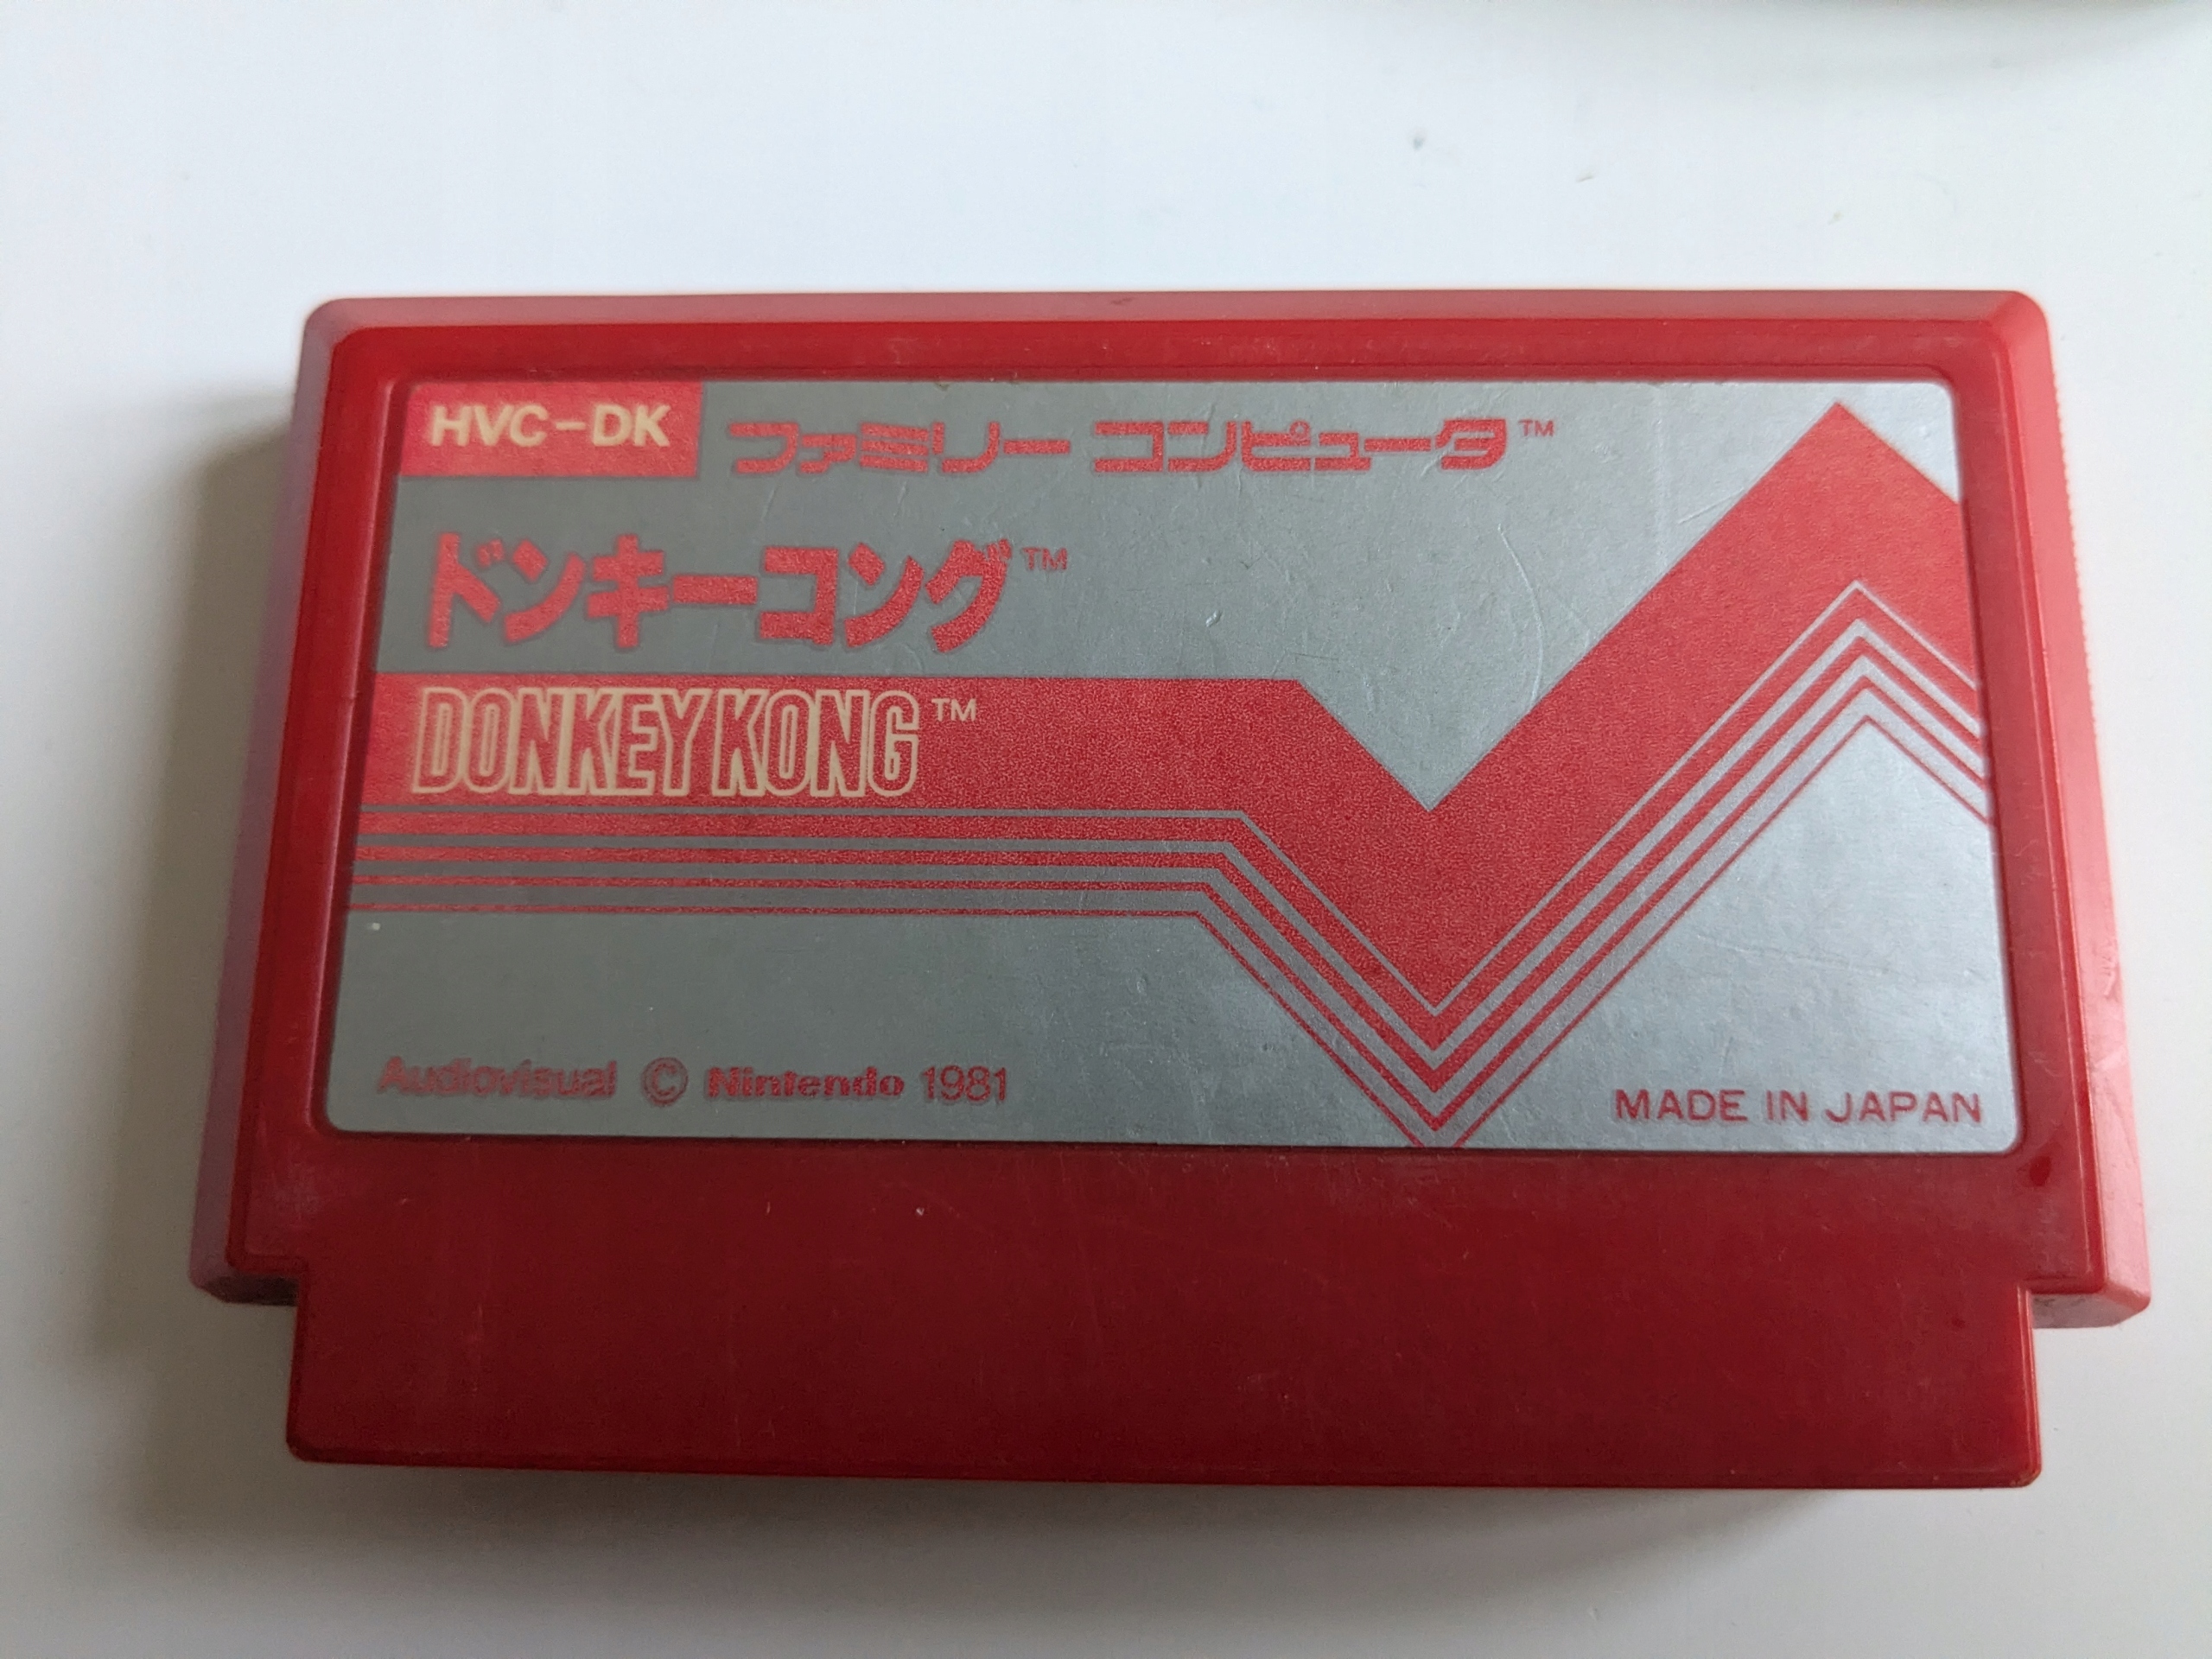 HVC-DK ファミリー コンピュータ™
ドンキーコング™
DONKEY KONG™
Audiovisual © Nintendo 1981
MADE IN JAPAN